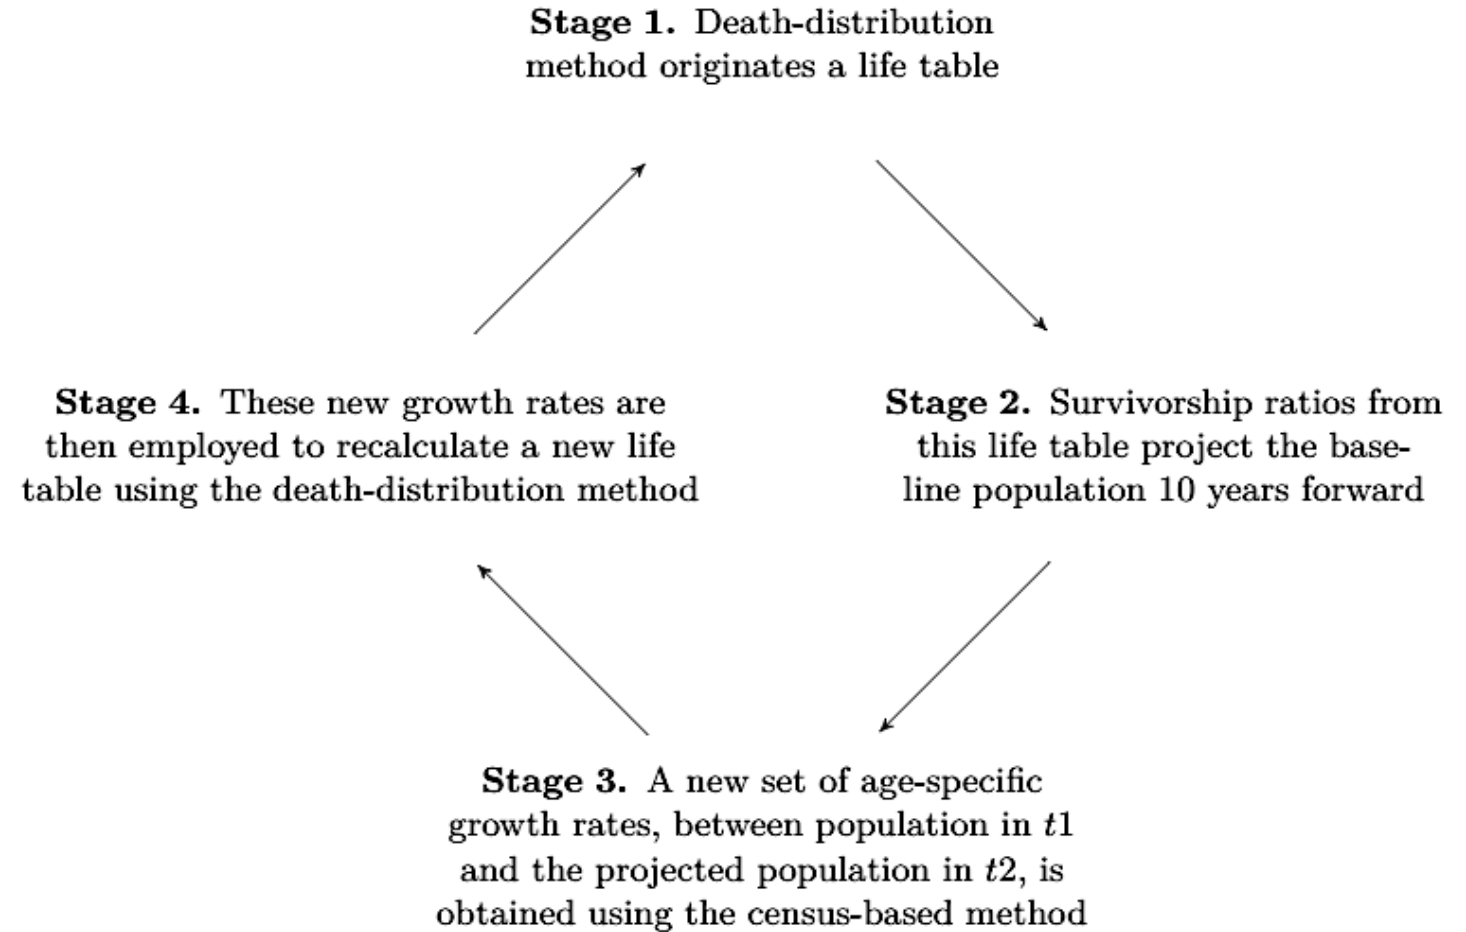 Stage 1. Death-distribution
method originates a life table
Stage 4. These new growth rates are
then employed to recalculate a new life
table using the death-distribution method
Stage 2. Survivorship ratios from
this life table project the base-
line population 10 years forward
Stage 3. A new set of age-specific
growth rates, between population in t1
and the projected population in t2, is
obtained using the census-based method